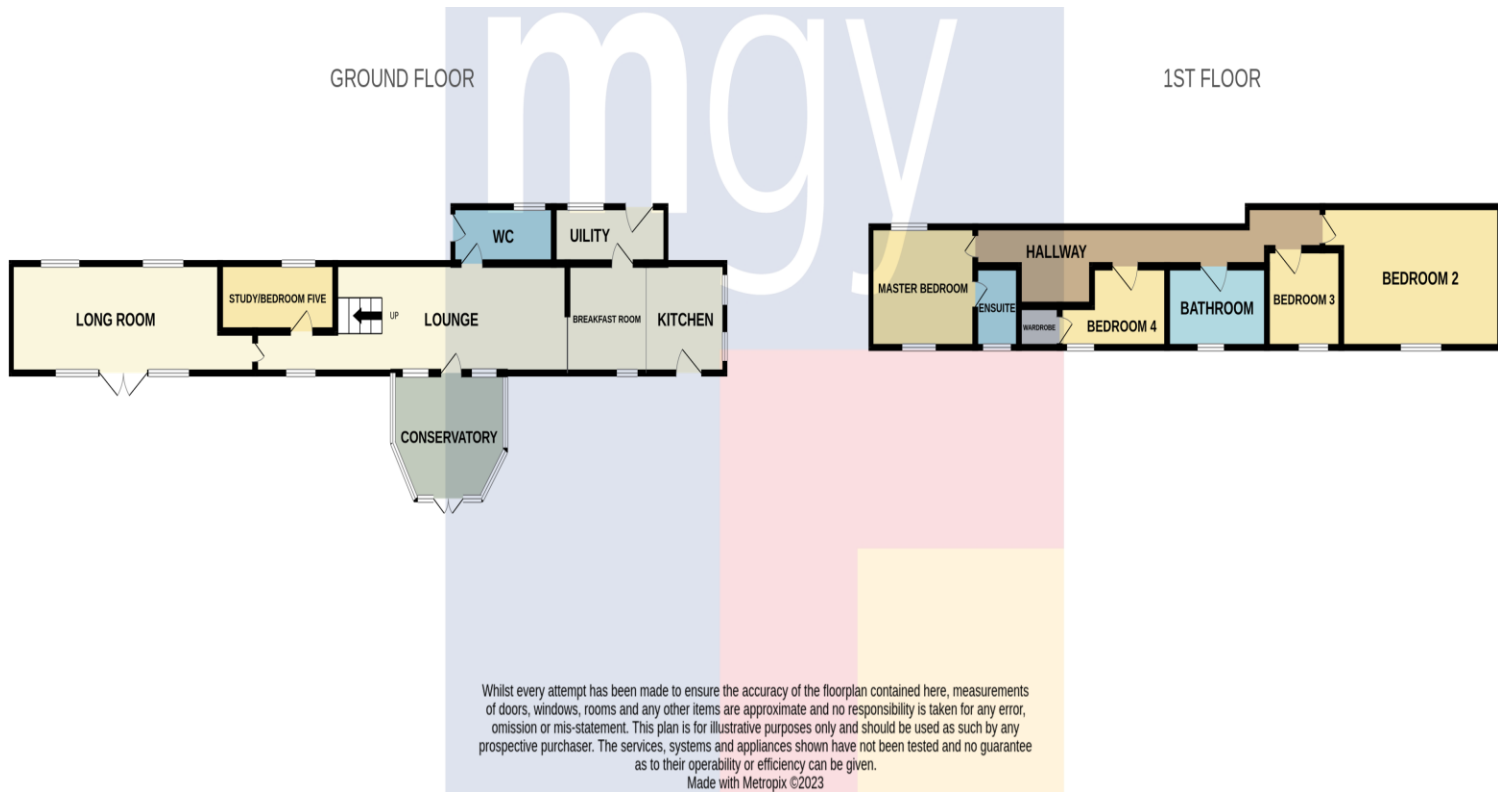 mgy
GROUND FLOOR
1ST FLOOR
WC
UILITY
LONG ROOM
STUDY/BEDROOM FIVE
UP
LOUNGE
BREAKFAST ROOM
KITCHEN
CONSERVATORY
MASTER BEDROOM
HALLWAY
ENSUITE
WARDROBE
BEDROOM 4
BATHROOM
BEDROOM 3
BEDROOM 2
Whilst every attempt has been made to ensure the accuracy of the floorplan contained here, measurements
of doors, windows, rooms and any other items are approximate and no responsibility is taken for any error,
omission or mis-statement. This plan is for illustrative purposes only and should be used as such by any
prospective purchaser. The services, systems and appliances shown have not been tested and no guarantee
as to their operability or efficiency can be given.
Made with Metropix ©2023